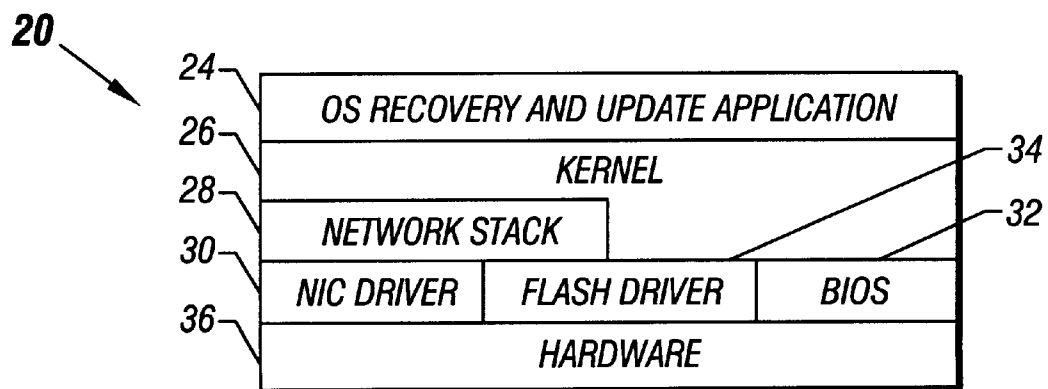 20
24
OS RECOVERY AND UPDATE APPLICATION
26
KERNEL
34
28
NETWORK STACK
32
30
NIC DRIVER
FLASH DRIVER
BIOS
36
HARDWARE